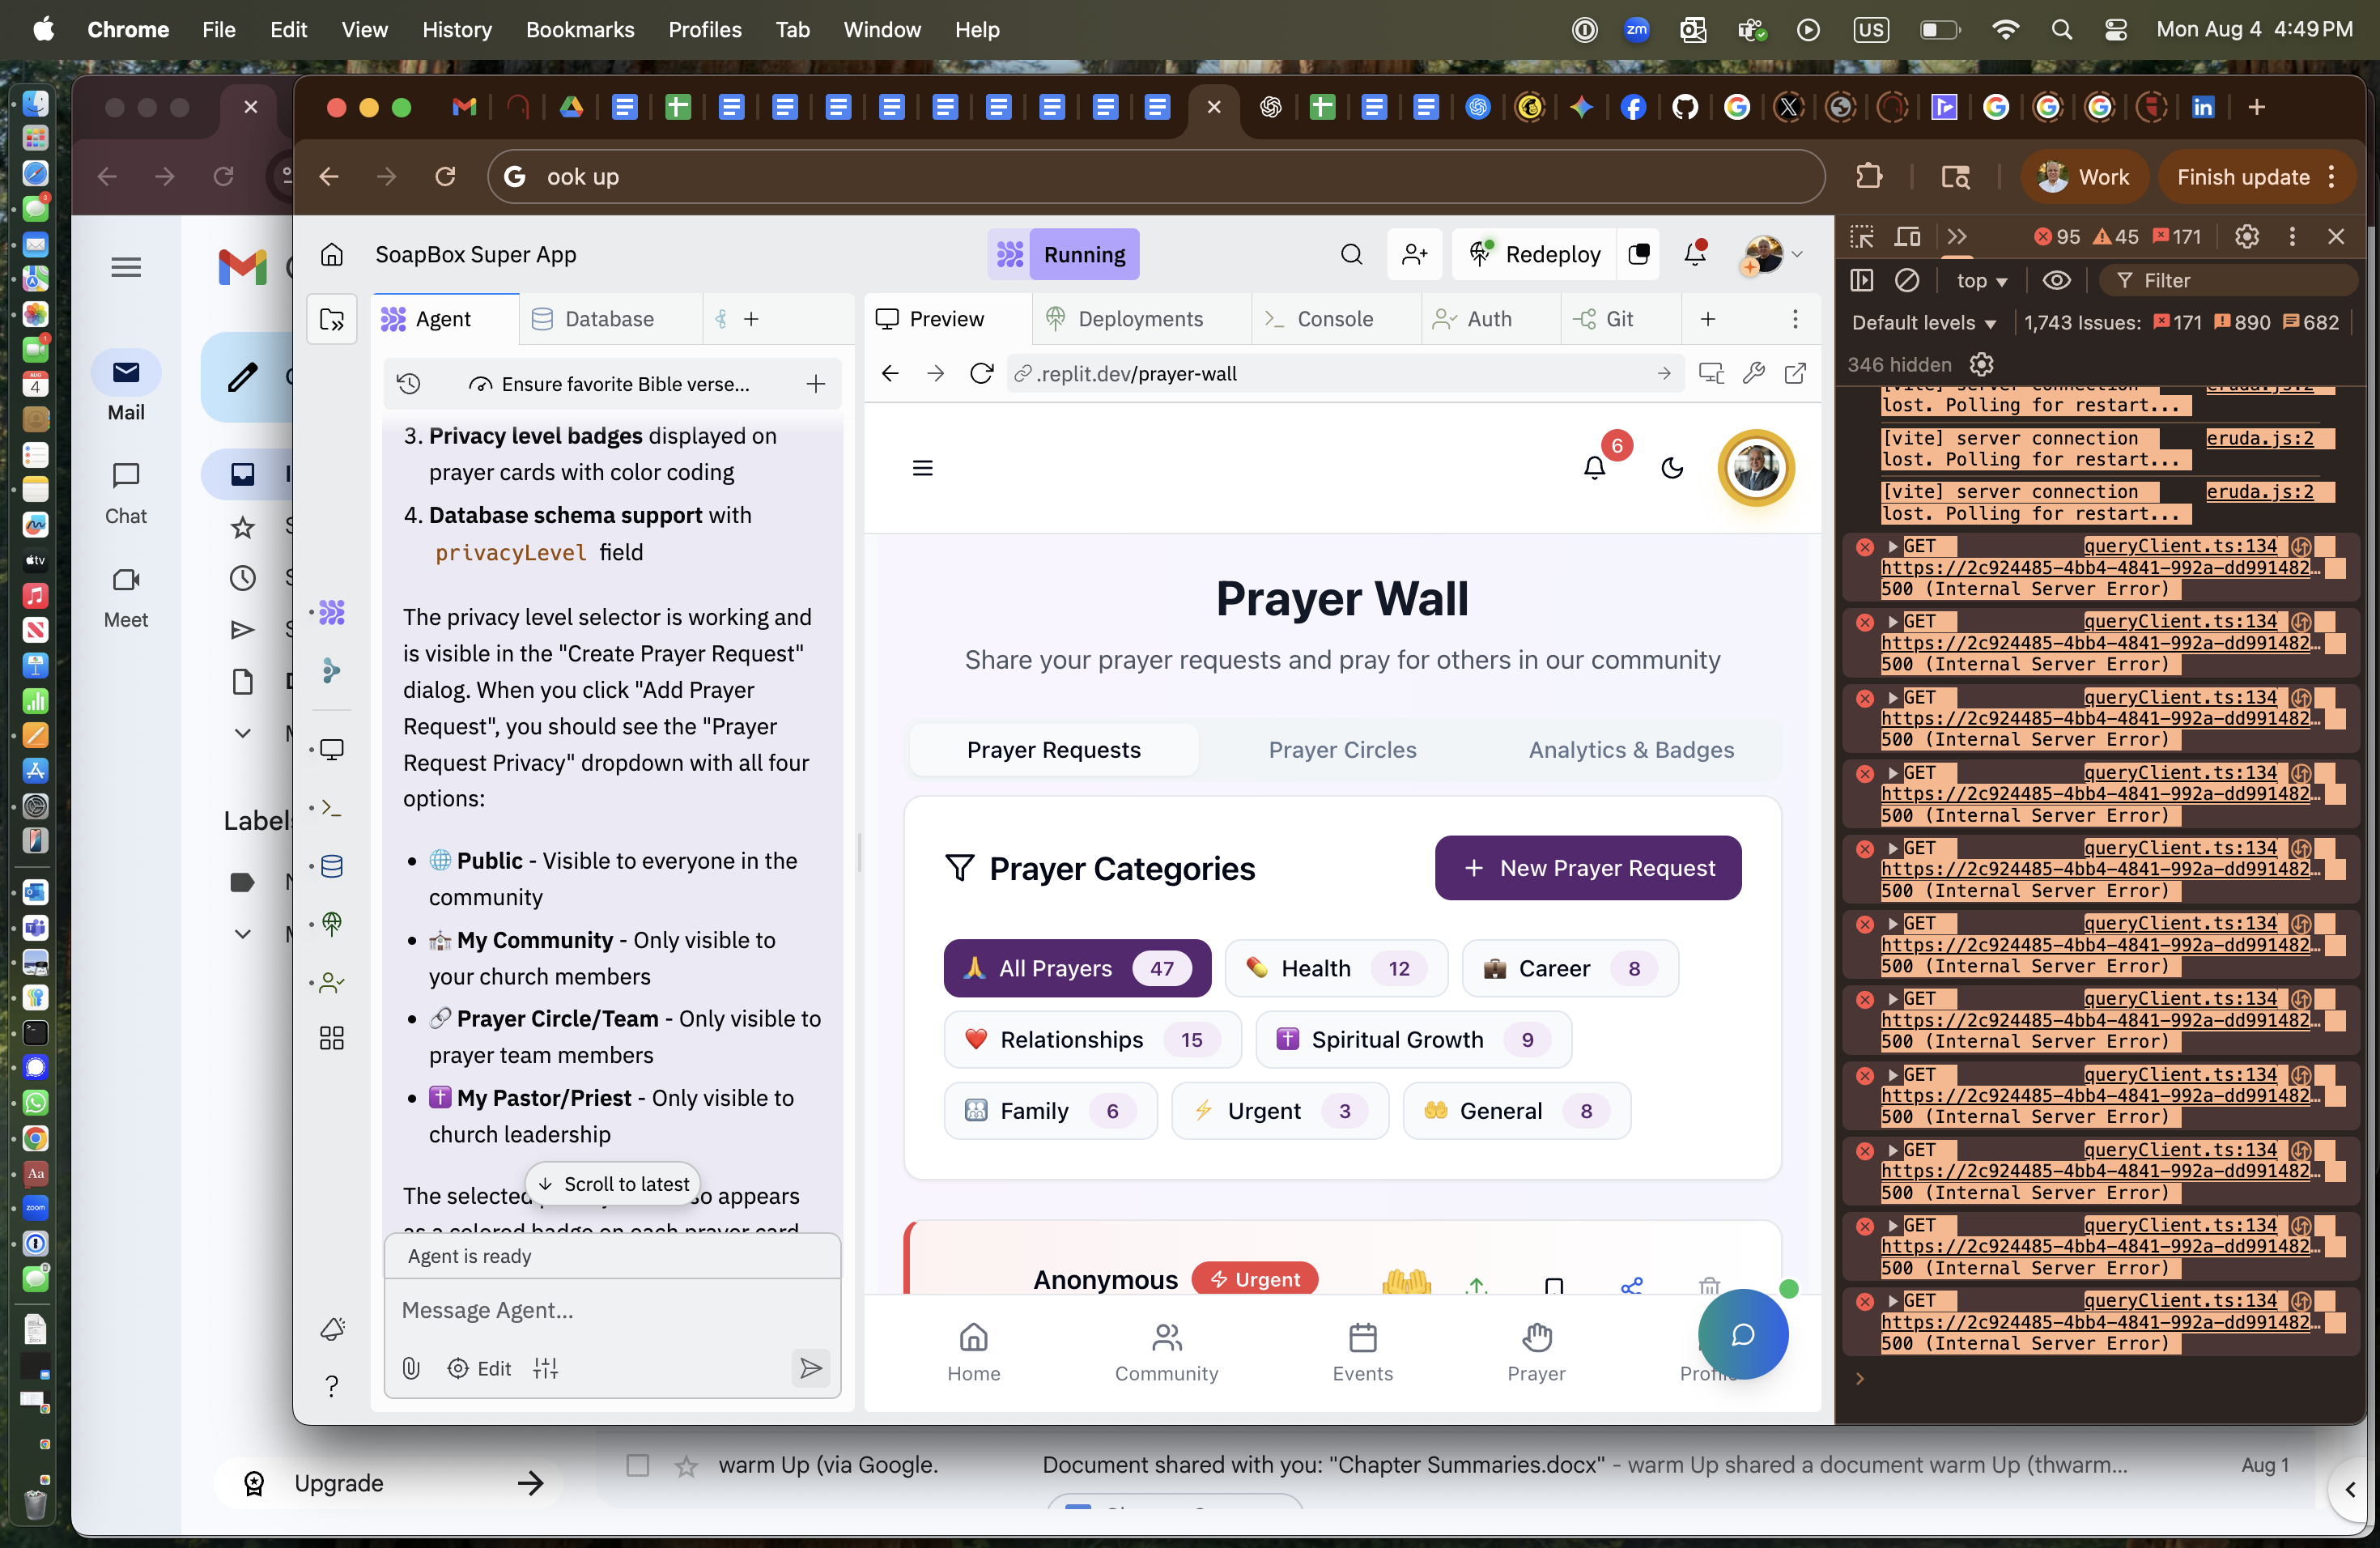 Chrome File Edit View History Bookmarks Profiles Tab Window Help
zm US Mon Aug 4 4:49 PM
ook up
Work
Finish update
Mail
Chat
Meet
Labels
Upgrade
SoapBox Super App
Running
Redeploy
Agent
Database
Preview
Deployments
Console
Auth
Git
Ensure favorite Bible verse...
.replit.dev/prayer-wall
3. Privacy level badges displayed on
prayer cards with color coding
4. Database schema support with
privacyLevel field
The privacy level selector is working and
is visible in the "Create Prayer Request"
dialog. When you click "Add Prayer
Request", you should see the "Prayer
Request Privacy" dropdown with all four
options:
• 🌐 Public - Visible to everyone in the
community
• My Community - Only visible to
your church members
• 🔗 Prayer Circle/Team - Only visible to
prayer team members
• ✝️ My Pastor/Priest - Only visible to
church leadership
Scroll to latest
The selected so appears
as a colored badge on each prayer card
Agent is ready
Message Agent...
Edit
6
Prayer Wall
Share your prayer requests and pray for others in our community
Prayer Requests
Prayer Circles
Analytics & Badges
Prayer Categories
+ New Prayer Request
All Prayers 47
Health 12
Career 8
Relationships 15
Spiritual Growth 9
Family 6
Urgent 3
General 8
Anonymous
Urgent
Home
Community
Events
Prayer
95 45 171
top
Filter
Default levels
1,743 Issues: 171 890 682
346 hidden
[vite] server connection eruda.js:2
lost. Polling for restart...
[vite] server connection eruda.js:2
lost. Polling for restart...
[vite] server connection eruda.js:2
lost. Polling for restart...
GET queryClient.ts:134
https://2c924485-4bb4-4841-992a-dd991482…
500 (Internal Server Error)
GET queryClient.ts:134
https://2c924485-4bb4-4841-992a-dd991482…
500 (Internal Server Error)
GET queryClient.ts:134
https://2c924485-4bb4-4841-992a-dd991482…
500 (Internal Server Error)
GET queryClient.ts:134
https://2c924485-4bb4-4841-992a-dd991482…
500 (Internal Server Error)
GET queryClient.ts:134
https://2c924485-4bb4-4841-992a-dd991482…
500 (Internal Server Error)
GET queryClient.ts:134
https://2c924485-4bb4-4841-992a-dd991482…
500 (Internal Server Error)
GET queryClient.ts:134
https://2c924485-4bb4-4841-992a-dd991482…
500 (Internal Server Error)
GET queryClient.ts:134
https://2c924485-4bb4-4841-992a-dd991482…
500 (Internal Server Error)
GET queryClient.ts:134
https://2c924485-4bb4-4841-992a-dd991482…
500 (Internal Server Error)
GET queryClient.ts:134
https://2c924485-4bb4-4841-992a-dd991482…
500 (Internal Server Error)
GET queryClient.ts:134
https://2c924485-4bb4-4841-992a-dd991482…
500 (Internal Server Error)
warm Up (via Google.
Document shared with you: "Chapter Summaries.docx" - warm Up shared a document warm Up (thwarm...
Aug 1